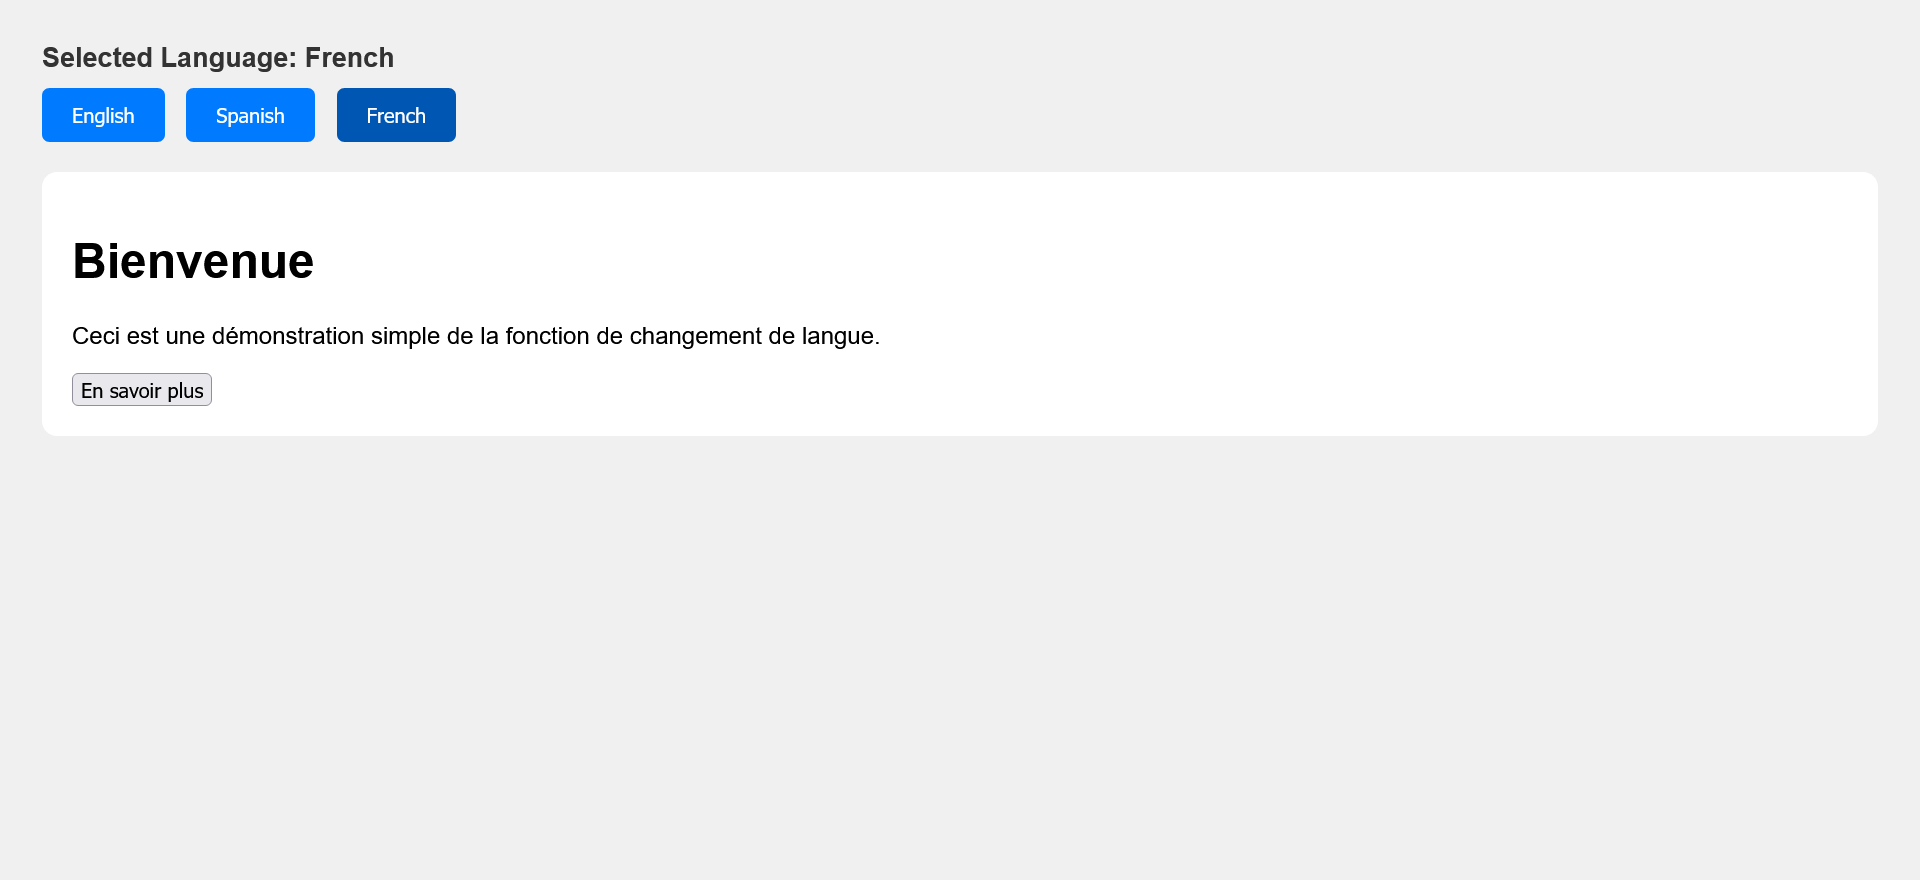 Selected Language: French
English Spanish French
Bienvenue
Ceci est une démonstration simple de la fonction de changement de langue.
En savoir plus